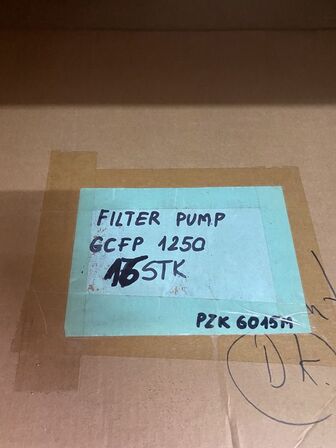 FILTER PUMP
GCFP 1250
16 STK
PZK 6015M